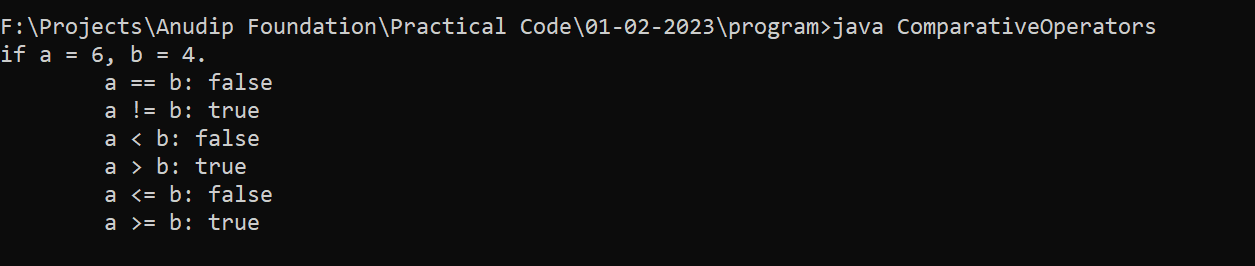 F:\Projects\Anudip Foundation\Practical Code\01-02-2023\program>java ComparativeOperators
if a = 6, b = 4.
        a == b: false
        a != b: true
        a < b: false
        a > b: true
        a <= b: false
        a >= b: true